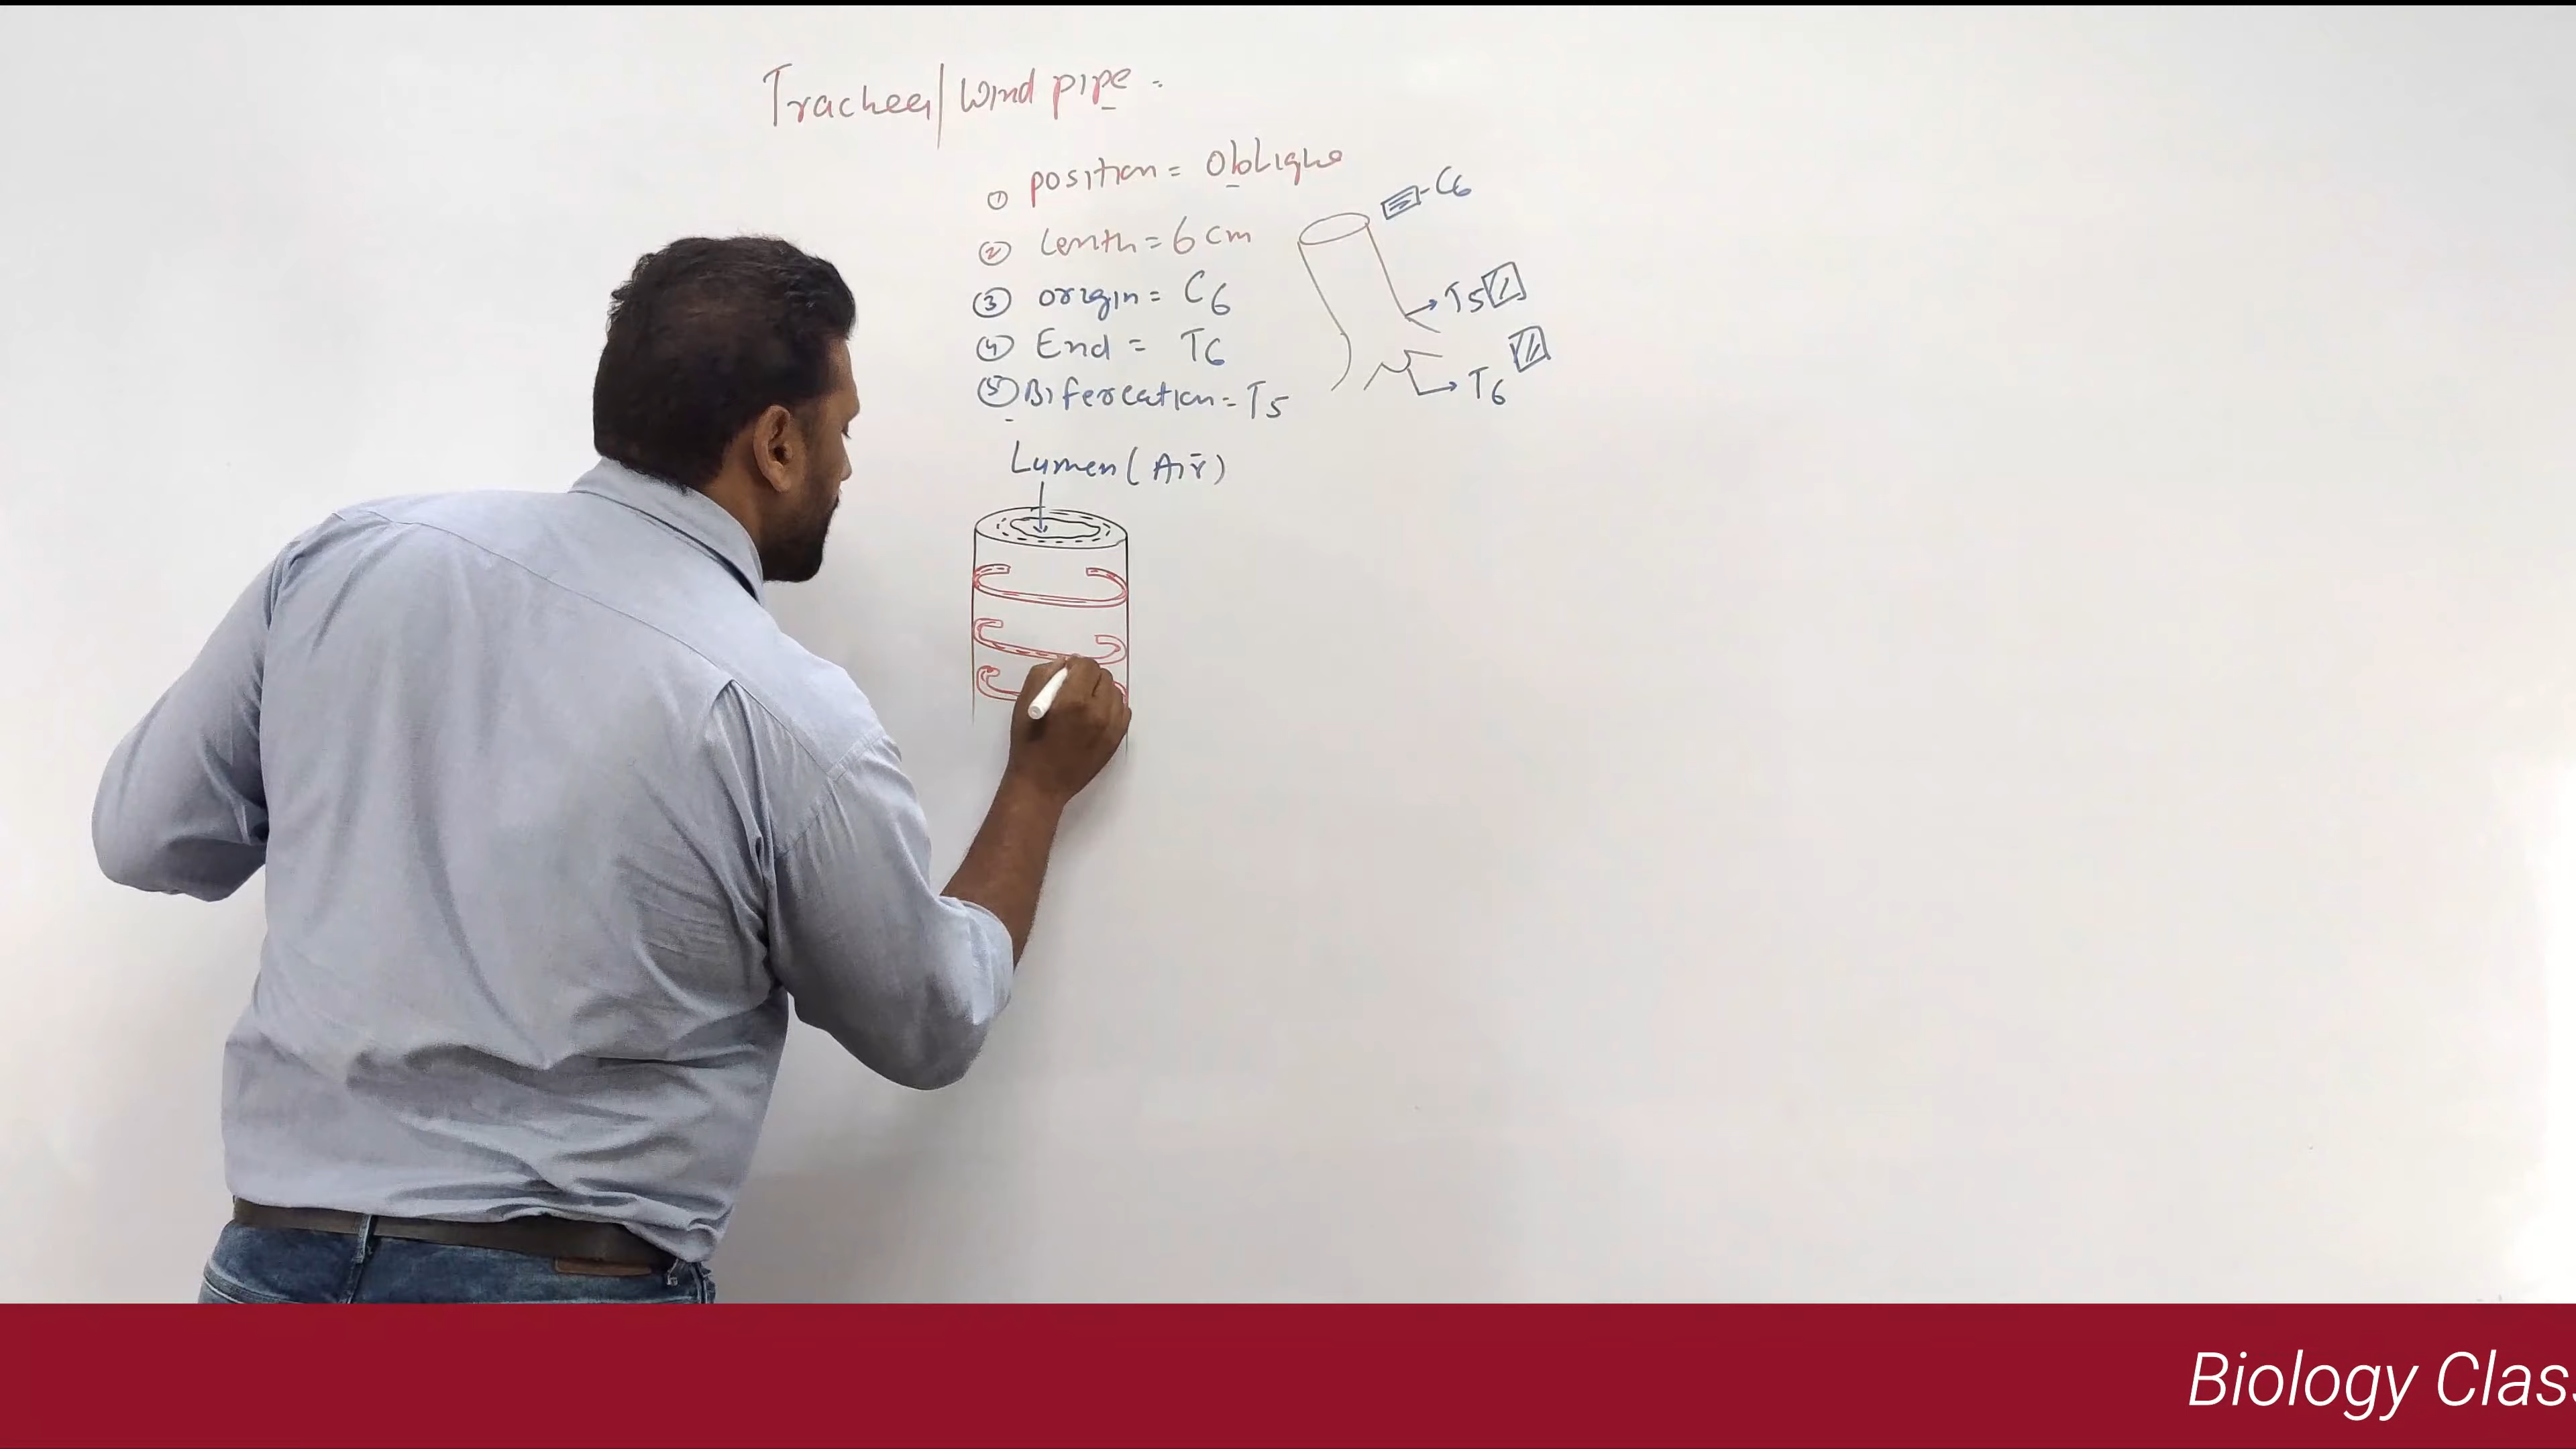 Trachea/Wind pipe
① position = Oblique
② Lenth = 6 cm
③ origin = C6
④ End = T6
⑤ Bifercation = T5
C6
T5
T6
Lumen (Air)
Biology Clas